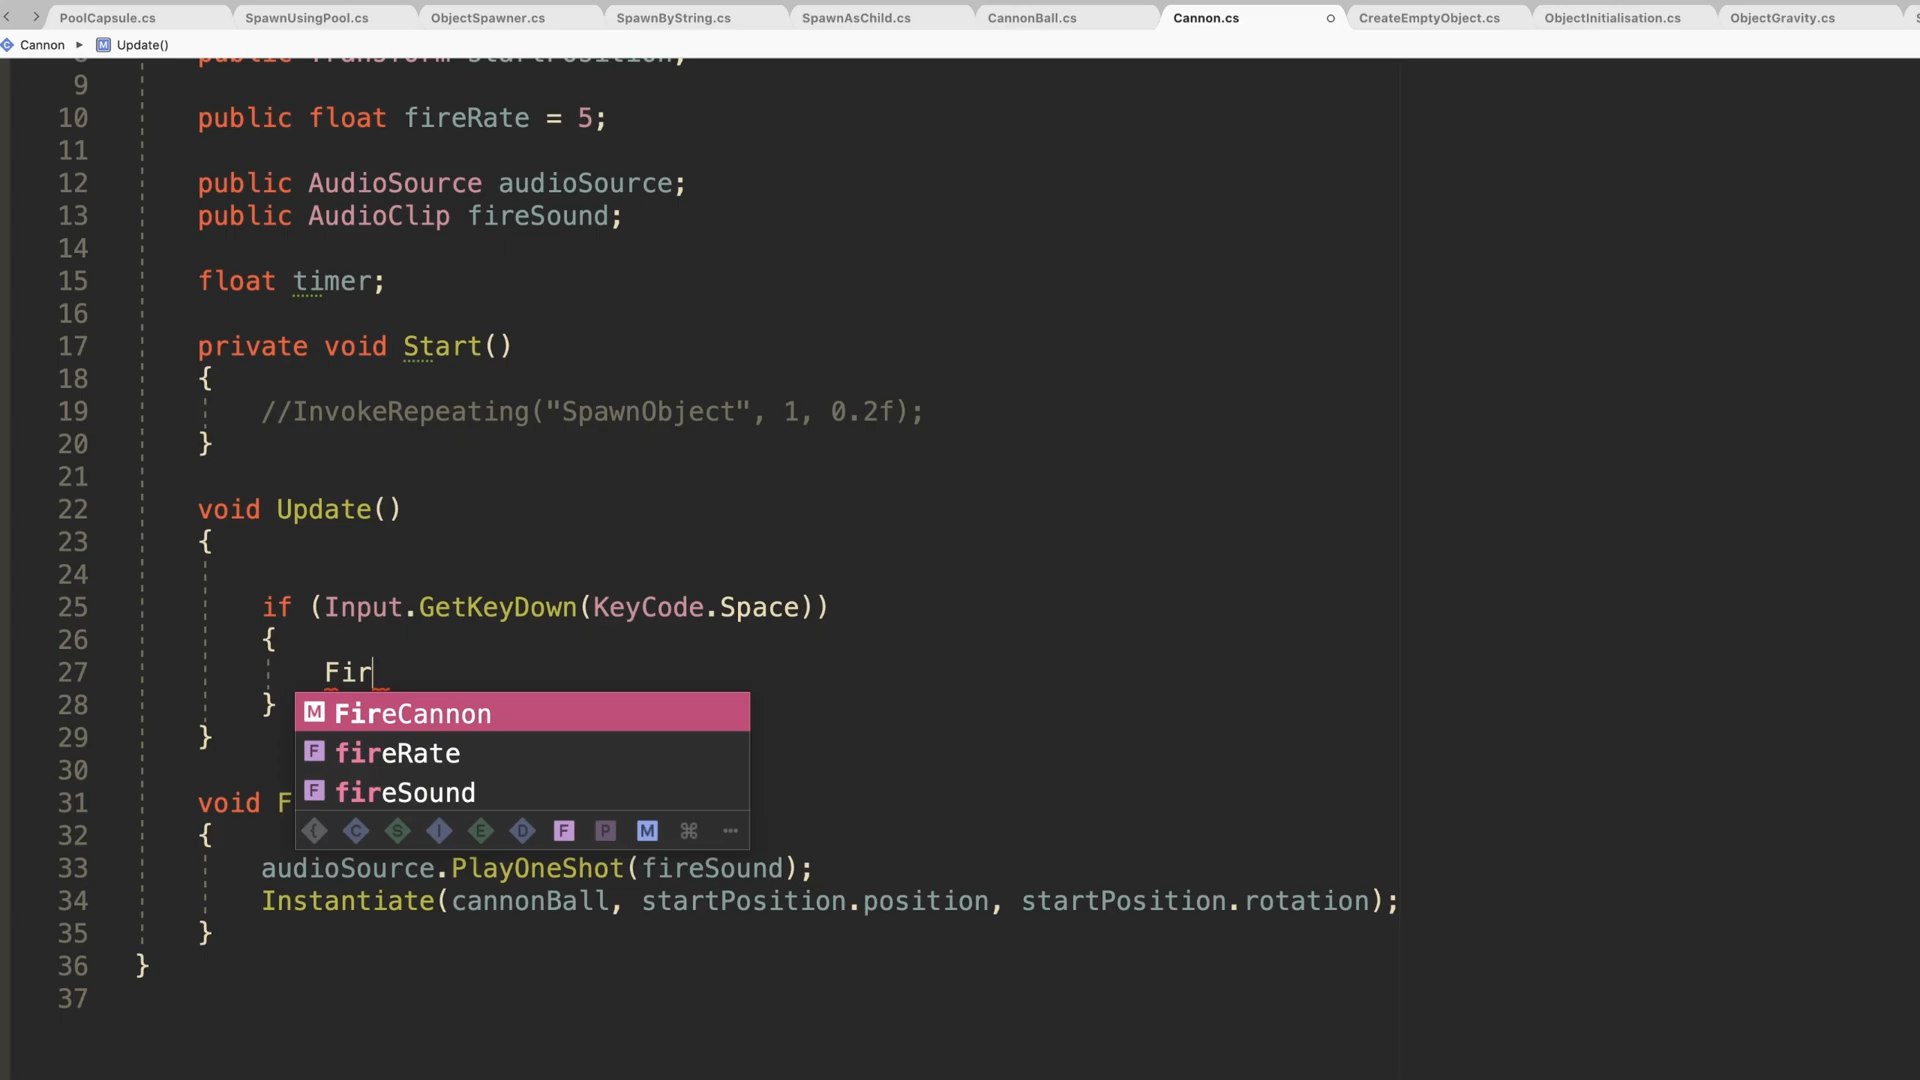 PoolCapsule.cs SpawnUsingPool.cs ObjectSpawner.cs SpawnByString.cs SpawnAsChild.cs CannonBall.cs Cannon.cs CreateEmptyObject.cs ObjectInitialisation.cs ObjectGravity.cs
Cannon M Update()
8 public Transform startPosition;
9
10 public float fireRate = 5;
11
12 public AudioSource audioSource;
13 public AudioClip fireSound;
14
15 float timer;
16
17 private void Start()
18 {
19 //InvokeRepeating("SpawnObject", 1, 0.2f);
20 }
21
22 void Update()
23 {
24
25 if (Input.GetKeyDown(KeyCode.Space))
26 {
27 Fir
28 }
M FireCannon
29 }
F fireRate
30
F fireSound
31 void F
{ C S I E D F P M ⌘ ···
32 {
33 audioSource.PlayOneShot(fireSound);
34 Instantiate(cannonBall, startPosition.position, startPosition.rotation);
35 }
36 }
37